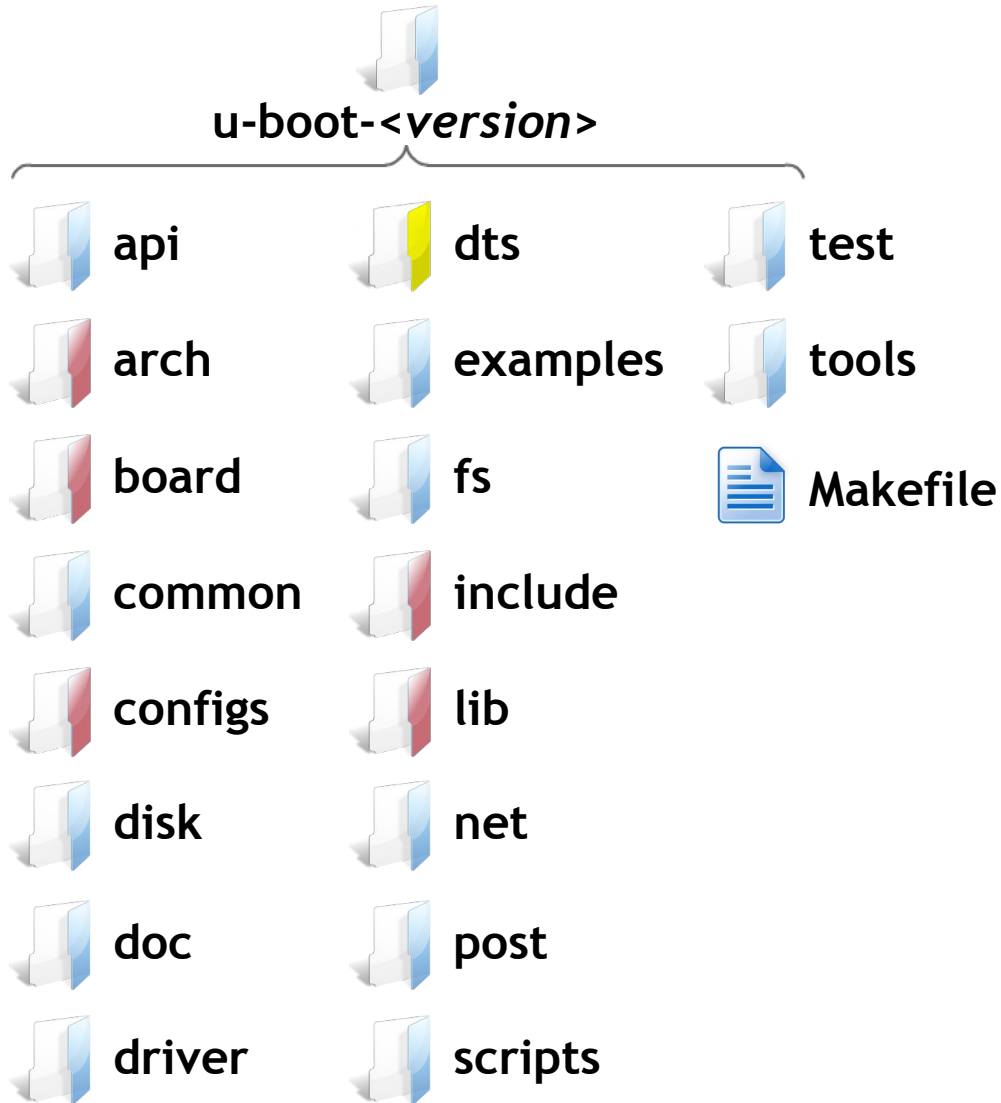 u-boot-<version>
api
arch
board
common
configs
disk
doc
driver
dts
examples
fs
include
lib
net
post
scripts
test
tools
Makefile